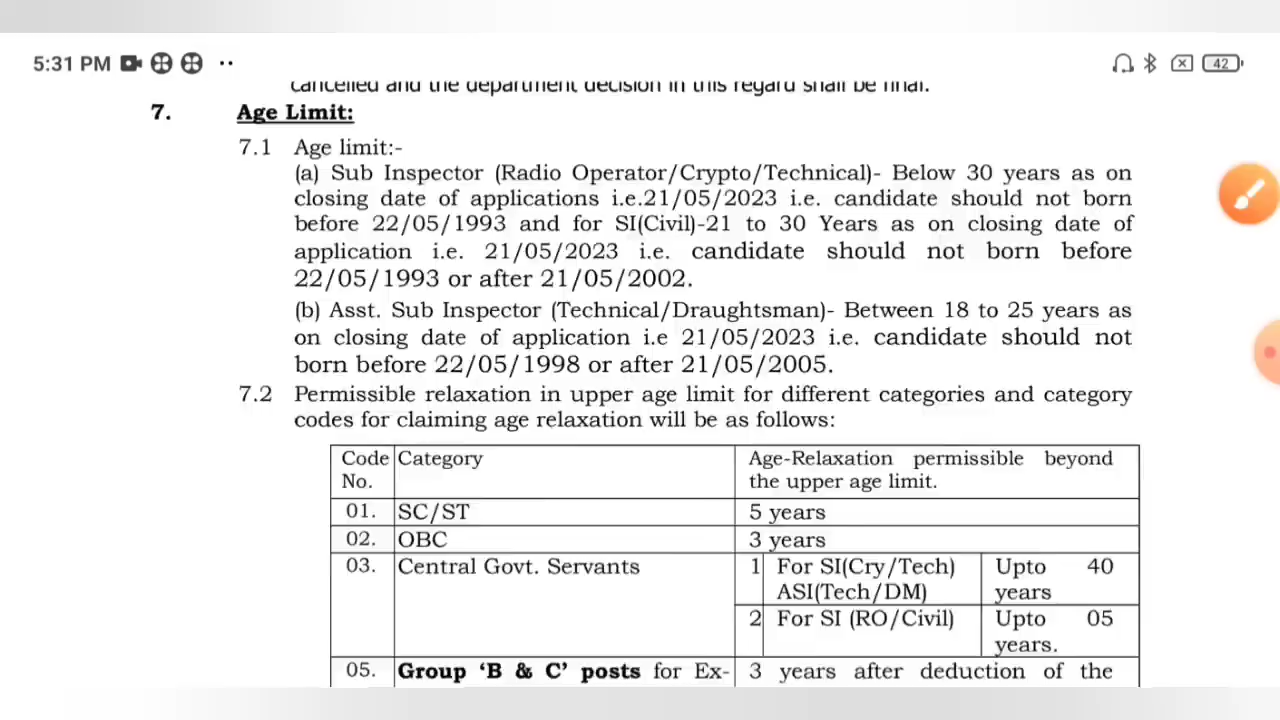 5:31 PM
42
cancelled and the department decision in this regard shall be final.
7. Age Limit:
7.1 Age limit:-
(a) Sub Inspector (Radio Operator/Crypto/Technical)- Below 30 years as on
closing date of applications i.e.21/05/2023 i.e. candidate should not born
before 22/05/1993 and for SI(Civil)-21 to 30 Years as on closing date of
application i.e. 21/05/2023 i.e. candidate should not born before
22/05/1993 or after 21/05/2002.
(b) Asst. Sub Inspector (Technical/Draughtsman)- Between 18 to 25 years as
on closing date of application i.e 21/05/2023 i.e. candidate should not
born before 22/05/1998 or after 21/05/2005.
7.2 Permissible relaxation in upper age limit for different categories and category
codes for claiming age relaxation will be as follows:
Code No. Category Age-Relaxation permissible beyond
the upper age limit.
01. SC/ST 5 years
02. OBC 3 years
03. Central Govt. Servants 1 For SI(Cry/Tech) Upto 40
ASI(Tech/DM) years
2 For SI (RO/Civil) Upto 05
years.
05. Group ‘B & C’ posts for Ex- 3 years after deduction of the